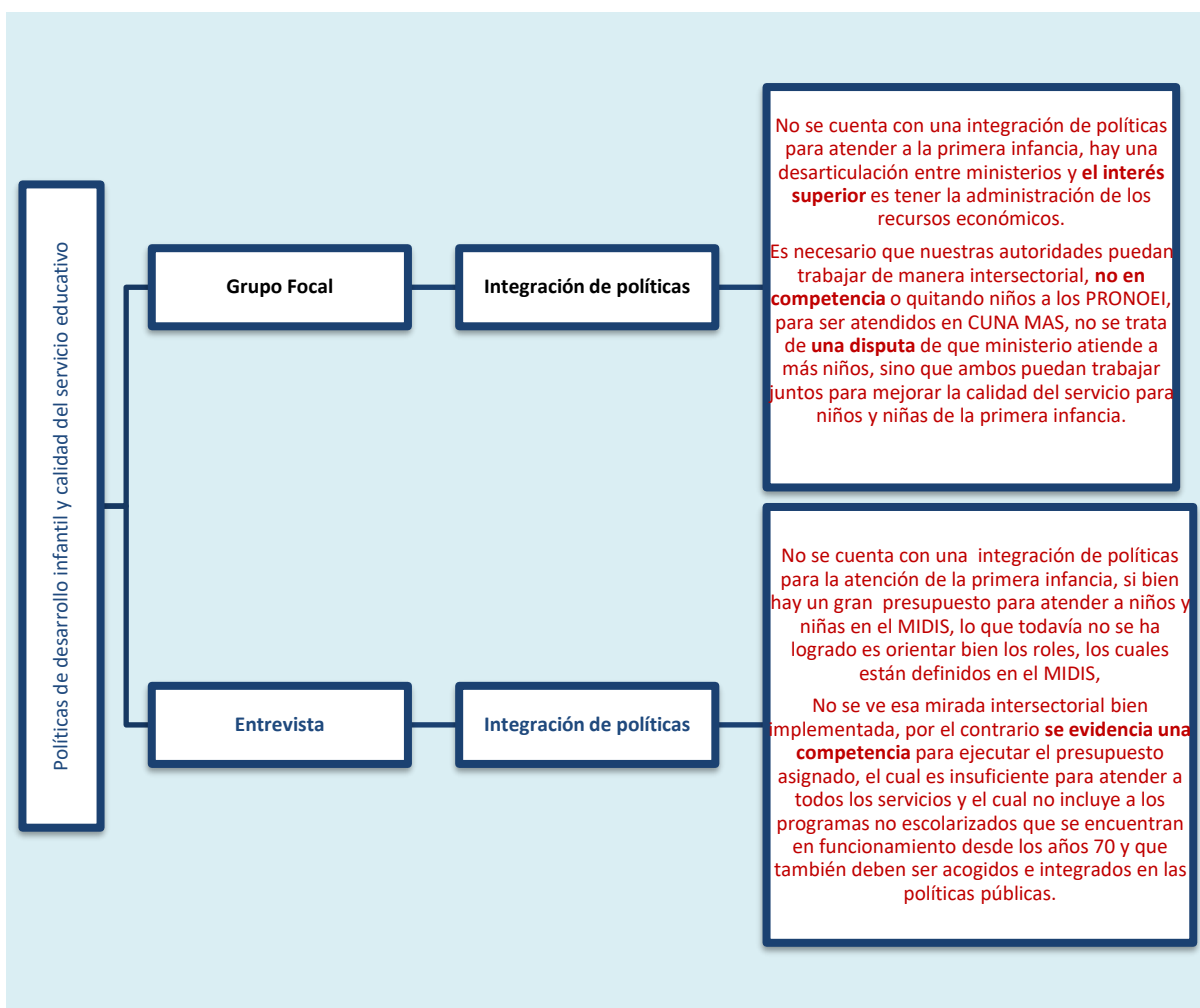 Políticas de desarrollo infantil y calidad del servicio educativo
Grupo Focal
Integración de políticas
No se cuenta con una integración de políticas
para atender a la primera infancia, hay una
desarticulación entre ministerios y el interés
superior es tener la administración de los
recursos económicos.
Es necesario que nuestras autoridades puedan
trabajar de manera intersectorial, no en
competencia o quitando niños a los PRONOEI,
para ser atendidos en CUNA MAS, no se trata
de una disputa de que ministerio atiende a
más niños, sino que ambos puedan trabajar
juntos para mejorar la calidad del servicio para
niños y niñas de la primera infancia.
Entrevista
Integración de políticas
No se cuenta con una integración de políticas
para la atención de la primera infancia, si bien
hay un gran presupuesto para atender a niños y
niñas en el MIDIS, lo que todavía no se ha
logrado es orientar bien los roles, los cuales
están definidos en el MIDIS,
No se ve esa mirada intersectorial bien
implementada, por el contrario se evidencia una
competencia para ejecutar el presupuesto
asignado, el cual es insuficiente para atender a
todos los servicios y el cual no incluye a los
programas no escolarizados que se encuentran
en funcionamiento desde los años 70 y que
también deben ser acogidos e integrados en las
políticas públicas.